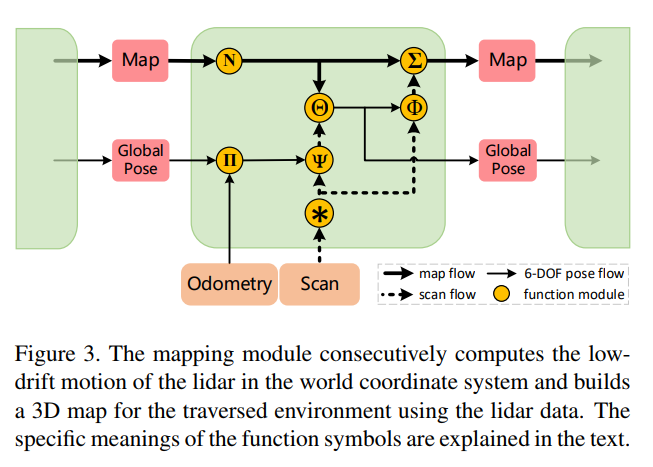 Map
N
Σ
Map
Θ
Φ
Global
Pose
Π
Ψ
Global
Pose
*
Odometry
Scan
map flow
6-DOF pose flow
scan flow
function module
Figure 3. The mapping module consecutively computes the low-
drift motion of the lidar in the world coordinate system and builds
a 3D map for the traversed environment using the lidar data. The
specific meanings of the function symbols are explained in the text.